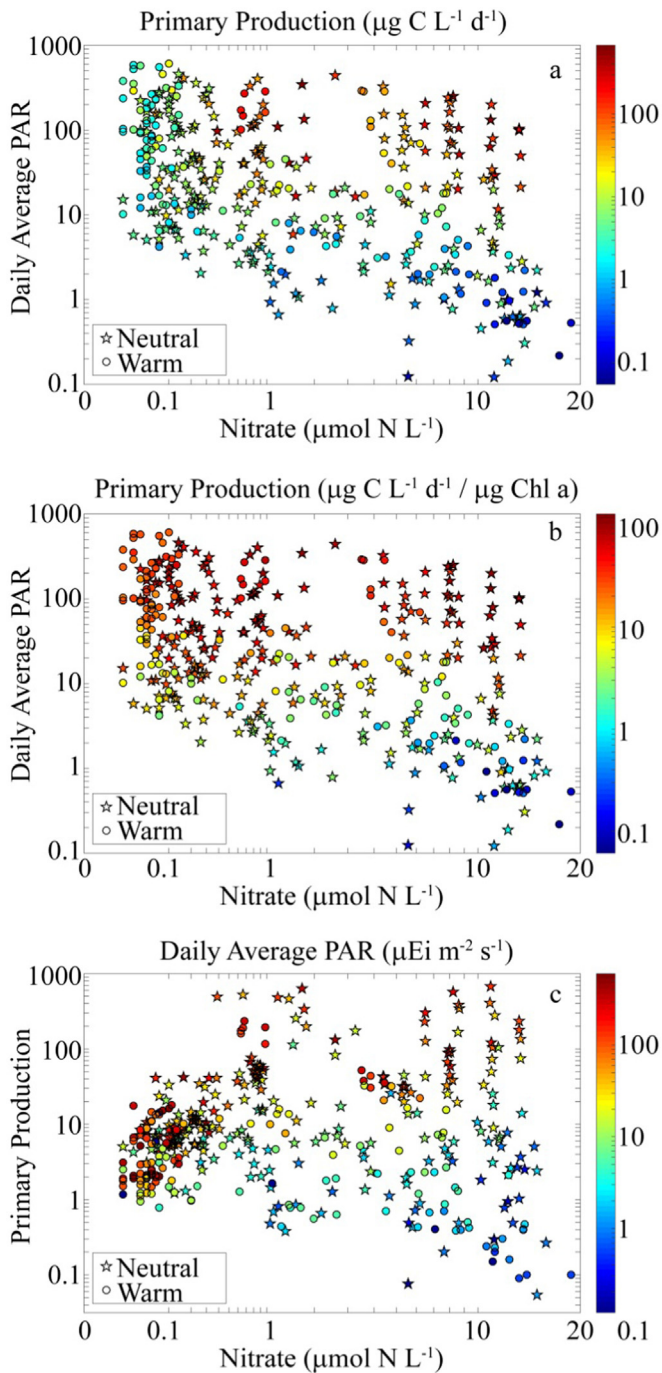 Primary Production (μg C L-1 d-1)
a
1000
100
10
1
0.1
Daily Average PAR
☆ Neutral
○ Warm
0 0.1 1 10 20
Nitrate (μmol N L-1)
100
10
1
0.1
Primary Production (μg C L-1 d-1 / μg Chl a)
b
1000
100
10
1
0.1
Daily Average PAR
☆ Neutral
○ Warm
0 0.1 1 10 20
Nitrate (μmol N L-1)
100
10
1
0.1
Daily Average PAR (μEi m-2 s-1)
c
1000
100
10
1
0.1
Primary Production
☆ Neutral
○ Warm
0 0.1 1 10 20
Nitrate (μmol N L-1)
100
10
1
0.1